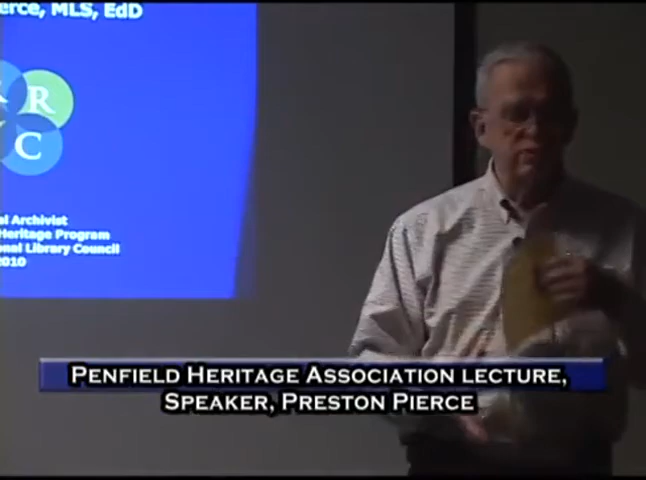 erce, MLS, EdD
R
C
al Archivist
Heritage Program
onal Library Council
2010
PENFIELD HERITAGE ASSOCIATION LECTURE,
SPEAKER, PRESTON PIERCE